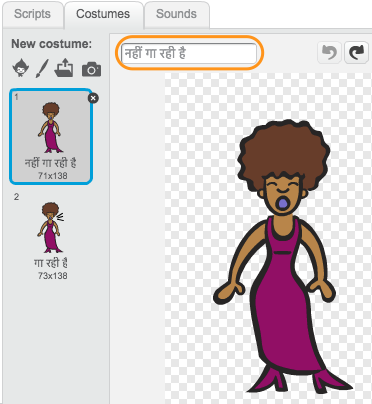 Scripts Costumes Sounds
New costume:
नहीं गा रही है
1
नहीं गा रही है
71x138
2
गा रही है
73x138